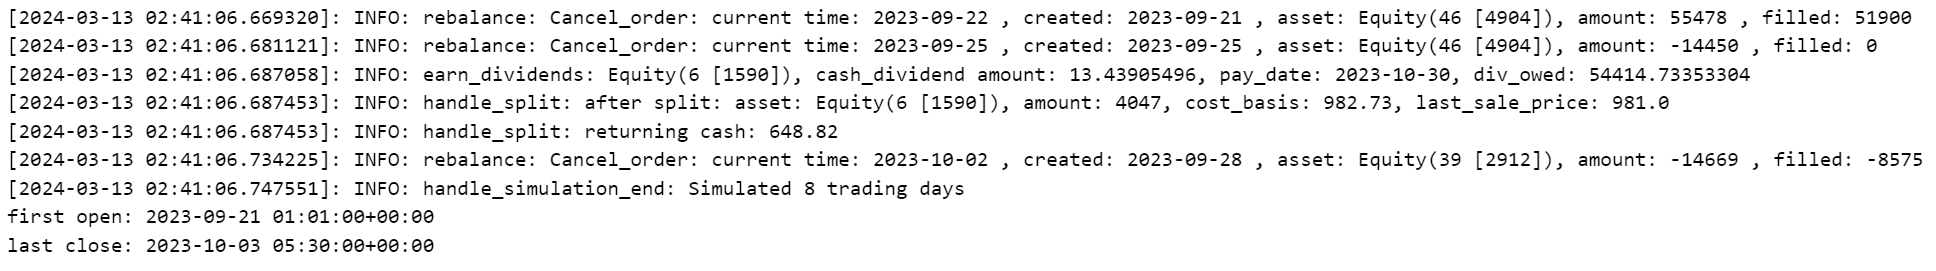 [2024-03-13 02:41:06.669320]: INFO: rebalance: Cancel_order: current time: 2023-09-22 , created: 2023-09-21 , asset: Equity(46 [4904]), amount: 55478 , filled: 51900
[2024-03-13 02:41:06.681121]: INFO: rebalance: Cancel_order: current time: 2023-09-25 , created: 2023-09-25 , asset: Equity(46 [4904]), amount: -14450 , filled: 0
[2024-03-13 02:41:06.687058]: INFO: earn_dividends: Equity(6 [1590]), cash_dividend amount: 13.43905496, pay_date: 2023-10-30, div_owed: 54414.73353304
[2024-03-13 02:41:06.687453]: INFO: handle_split: after split: asset: Equity(6 [1590]), amount: 4047, cost_basis: 982.73, last_sale_price: 981.0
[2024-03-13 02:41:06.687453]: INFO: handle_split: returning cash: 648.82
[2024-03-13 02:41:06.734225]: INFO: rebalance: Cancel_order: current time: 2023-10-02 , created: 2023-09-28 , asset: Equity(39 [2912]), amount: -14669 , filled: -8575
[2024-03-13 02:41:06.747551]: INFO: handle_simulation_end: Simulated 8 trading days
first open: 2023-09-21 01:01:00+00:00
last close: 2023-10-03 05:30:00+00:00